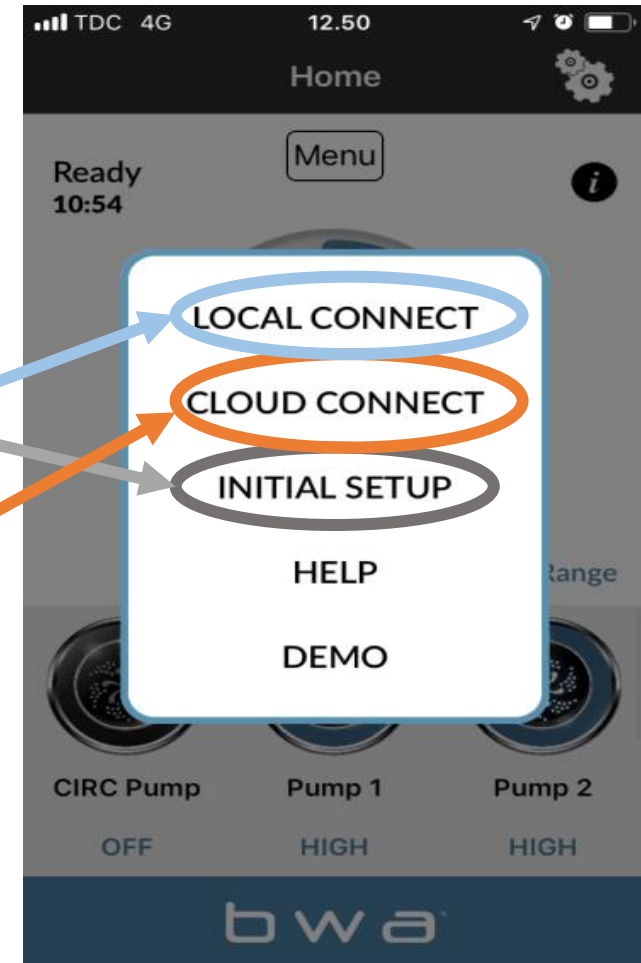 TDC 4G 12.50
Home
Menu
Ready
10:54
i
LOCAL CONNECT
CLOUD CONNECT
INITIAL SETUP
HELP
DEMO
Range
CIRC Pump Pump 1 Pump 2
OFF HIGH HIGH
bwa